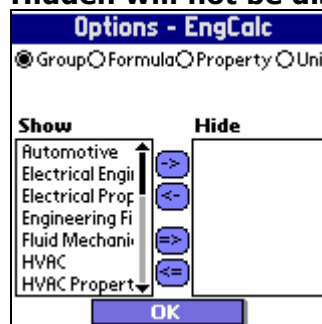 Options - EngCalc
Group Formula Property Uni
Show Hide
Automotive
Electrical Engi
Electrical Prop
Engineering Fi
Fluid Mechani
HVAC
HVAC Propert
->
<-
=>
<=
OK